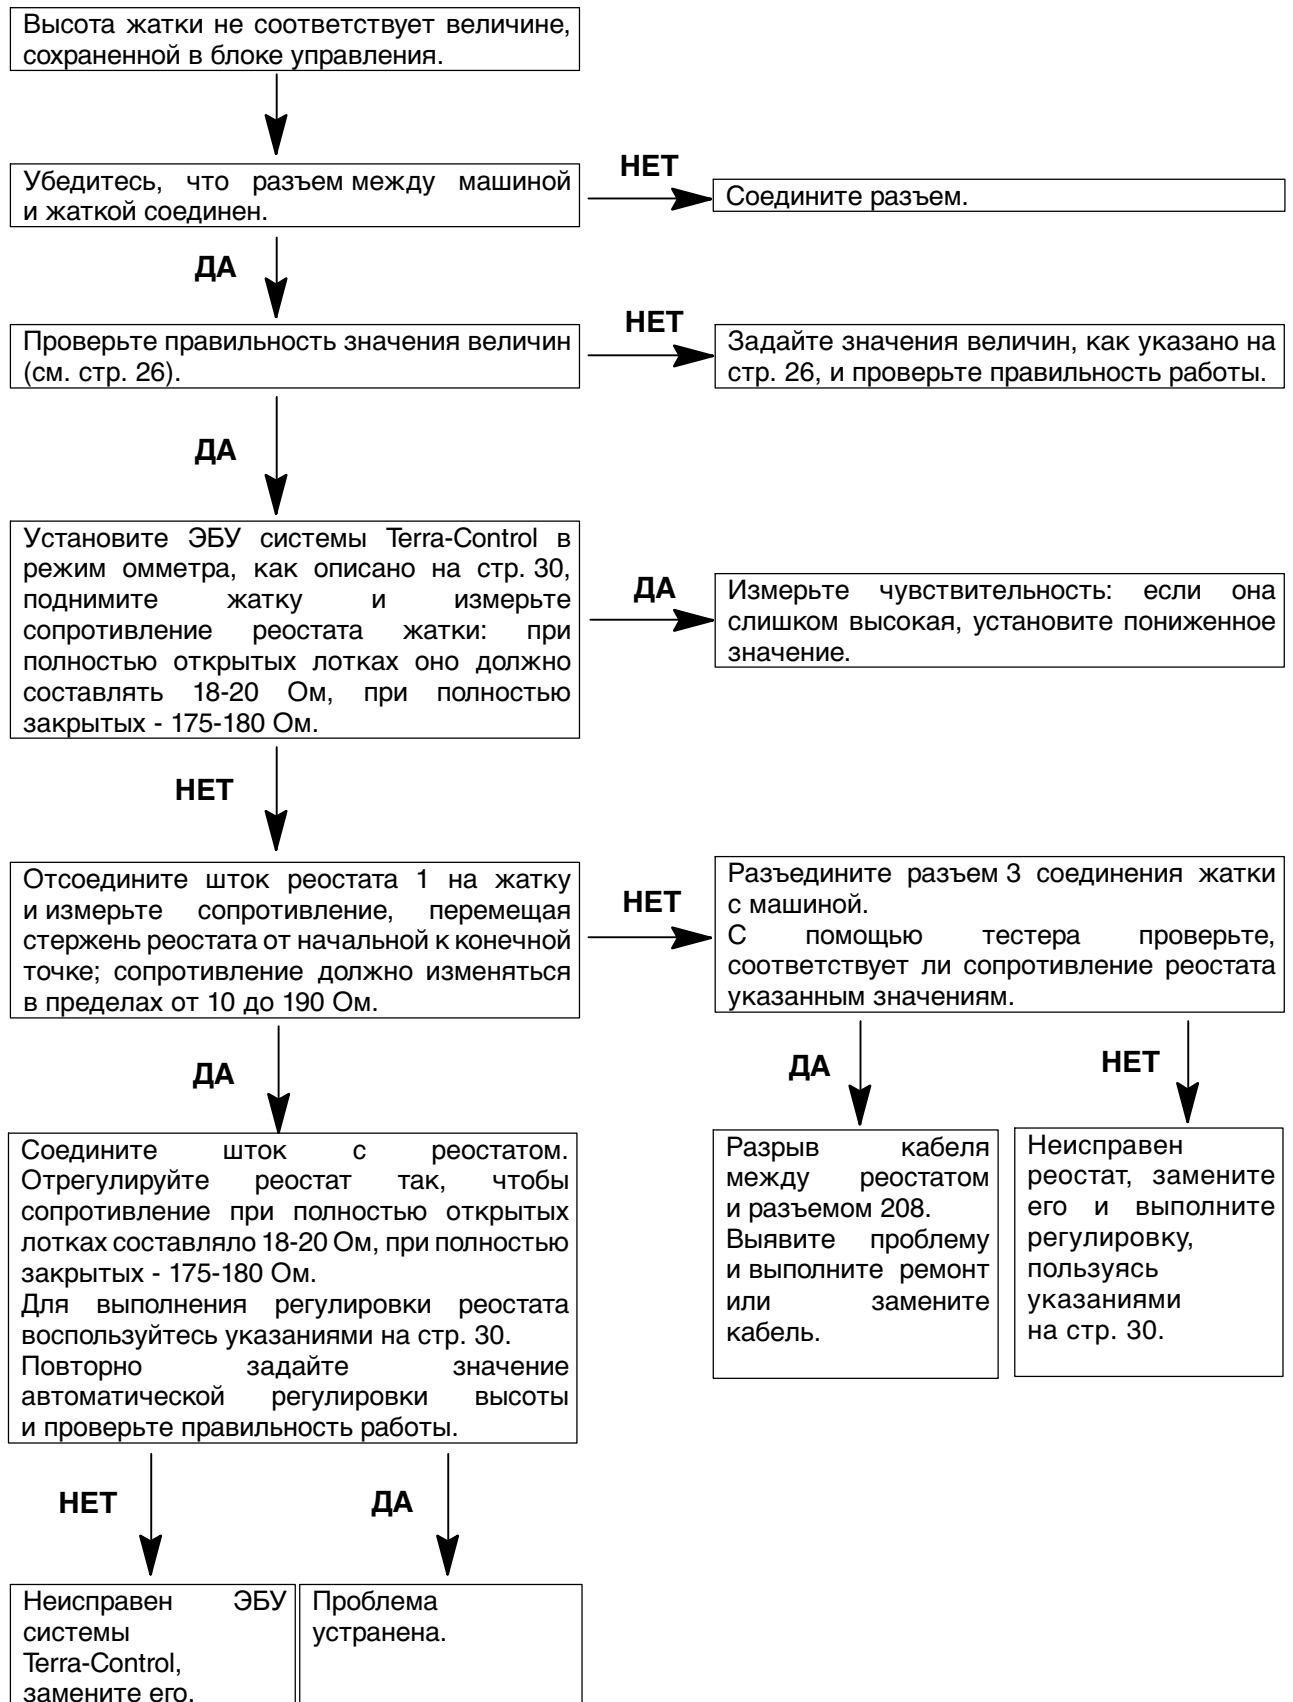 Высота жатки не соответствует величине,
сохраненной в блоке управления.
Убедитесь, что разъем между машиной
и жаткой соединен.
НЕТ
Соедините разъем.
ДА
Проверьте правильность значения величин
(см. стр. 26).
НЕТ
Задайте значения величин, как указано на
стр. 26, и проверьте правильность работы.
ДА
Установите ЭБУ системы Terra-Control в
режим омметра, как описано на стр. 30,
поднимите жатку и измерьте
сопротивление реостата жатки: при
полностью открытых лотках оно должно
составлять 18-20 Ом, при полностью
закрытых - 175-180 Ом.
ДА
Измерьте чувствительность: если она
слишком высокая, установите пониженное
значение.
НЕТ
Отсоедините шток реостата 1 на жатку
и измерьте сопротивление, перемещая
стержень реостата от начальной к конечной
точке; сопротивление должно изменяться
в пределах от 10 до 190 Ом.
НЕТ
Разъедините разъем 3 соединения жатки
с машиной.
С помощью тестера проверьте,
соответствует ли сопротивление реостата
указанным значениям.
ДА
ДА
НЕТ
Соедините шток с реостатом.
Отрегулируйте реостат так, чтобы
сопротивление при полностью открытых
лотках составляло 18-20 Ом, при полностью
закрытых - 175-180 Ом.
Для выполнения регулировки реостата
воспользуйтесь указаниями на стр. 30.
Повторно задайте значение
автоматической регулировки высоты
и проверьте правильность работы.
Разрыв кабеля
между реостатом
и разъемом 208.
Выявите проблему
и выполните ремонт
или замените
кабель.
Неисправен
реостат, замените
его и выполните
регулировку,
пользуясь
указаниями
на стр. 30.
НЕТ
ДА
Неисправен ЭБУ
системы
Terra-Control,
замените его.
Проблема
устранена.